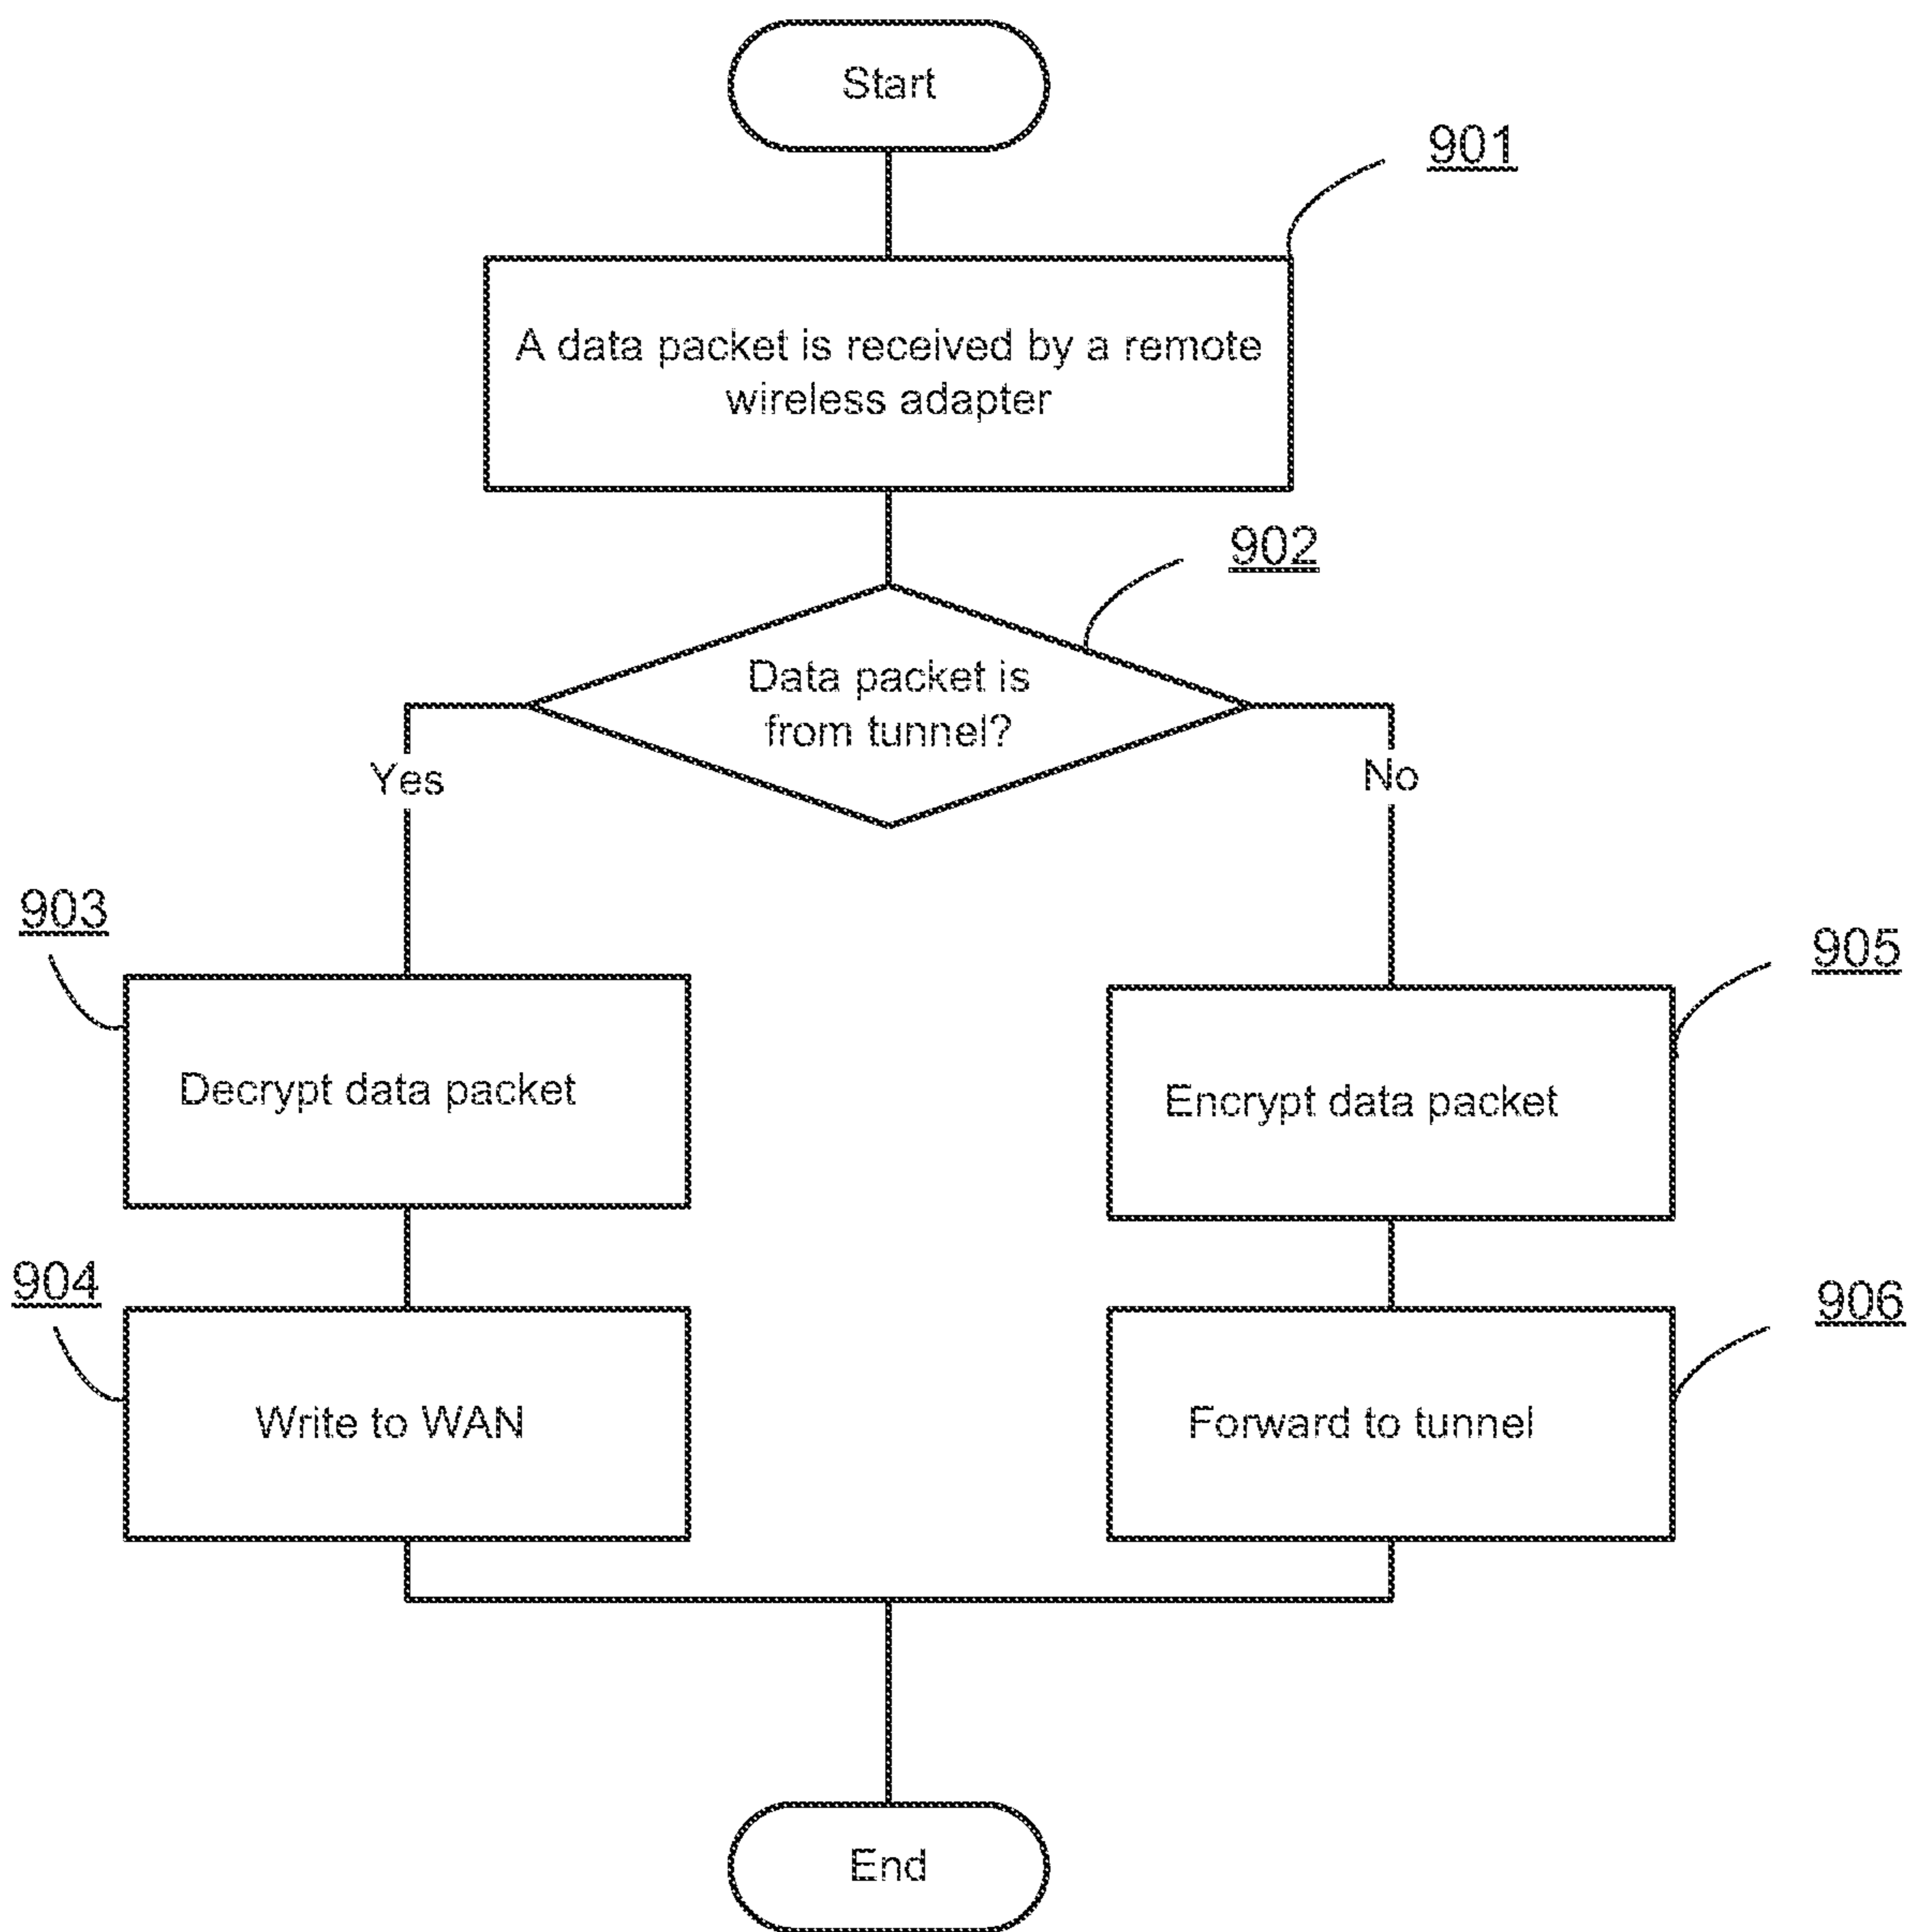 Start
901
A data packet is received by a remote
wireless adapter
902
Data packet is
from tunnel?
Yes
No
903
905
Decrypt data packet
Encrypt data packet
904
906
Write to WAN
Forward to tunnel
End